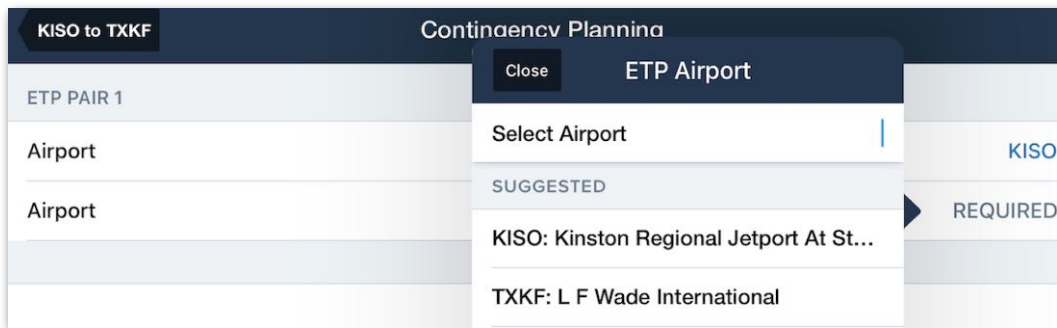 KISO to TXKF
Contingency Planning
Close
ETP Airport
ETP PAIR 1
Select Airport
Airport
KISO
SUGGESTED
Airport
REQUIRED
KISO: Kinston Regional Jetport At St...
TXKF: L F Wade International